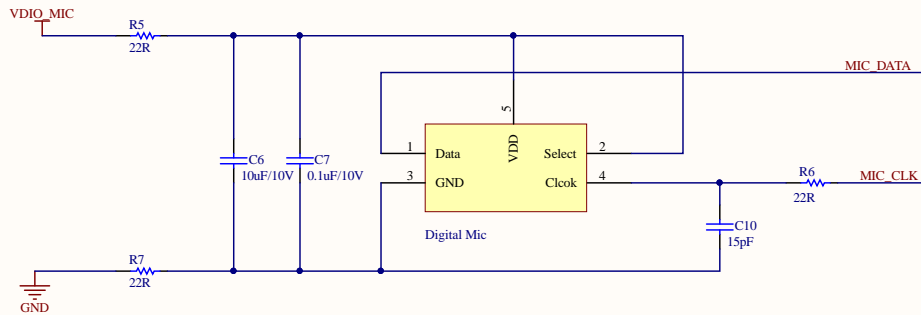 VDIO_MIC
R5
22R
MIC_DATA
5
VDD
1
Data
Select
2
C6
10uF/10V
C7
0.1uF/10V
3
GND
Clcok
4
R6
22R
MIC_CLK
Digital Mic
C10
15pF
R7
22R
GND